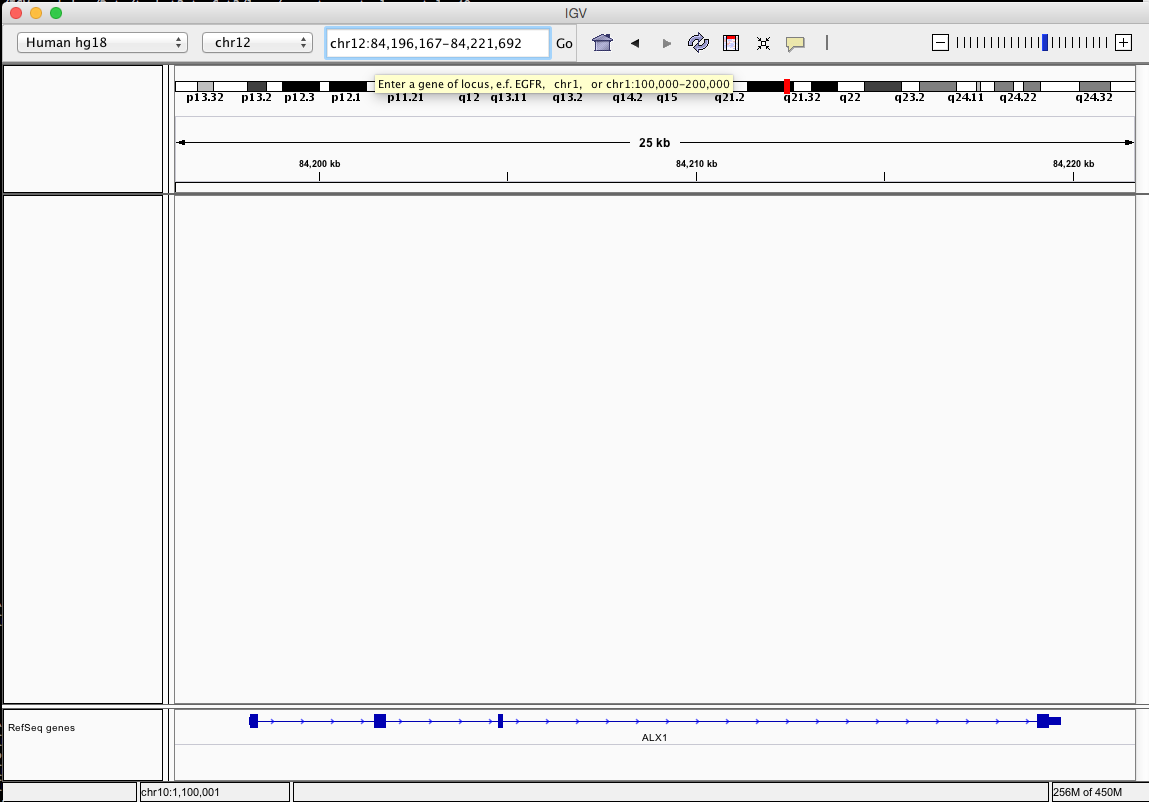 IGV
Human hg18 chr12 chr12:84,196,167-84,221,692 Go
Enter a gene of locus, e.f. EGFR, chr1, or chr1:100,000-200,000
p13.32 p13.2 p12.3 p12.1 p11.21 q12 q13.11 q13.2 q14.2 q15 q21.2 q21.32 q22 q23.2 q24.11 q24.22 q24.32
25 kb
84,200 kb 84,210 kb 84,220 kb
RefSeq genes
ALX1
chr10:1,100,001 256M of 450M